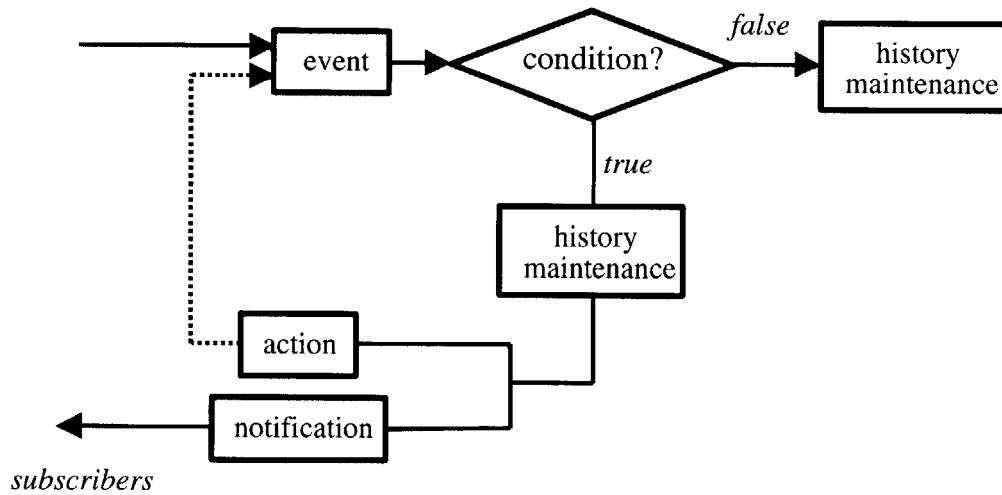 event
condition?
false
history
maintenance
true
history
maintenance
action
notification
subscribers